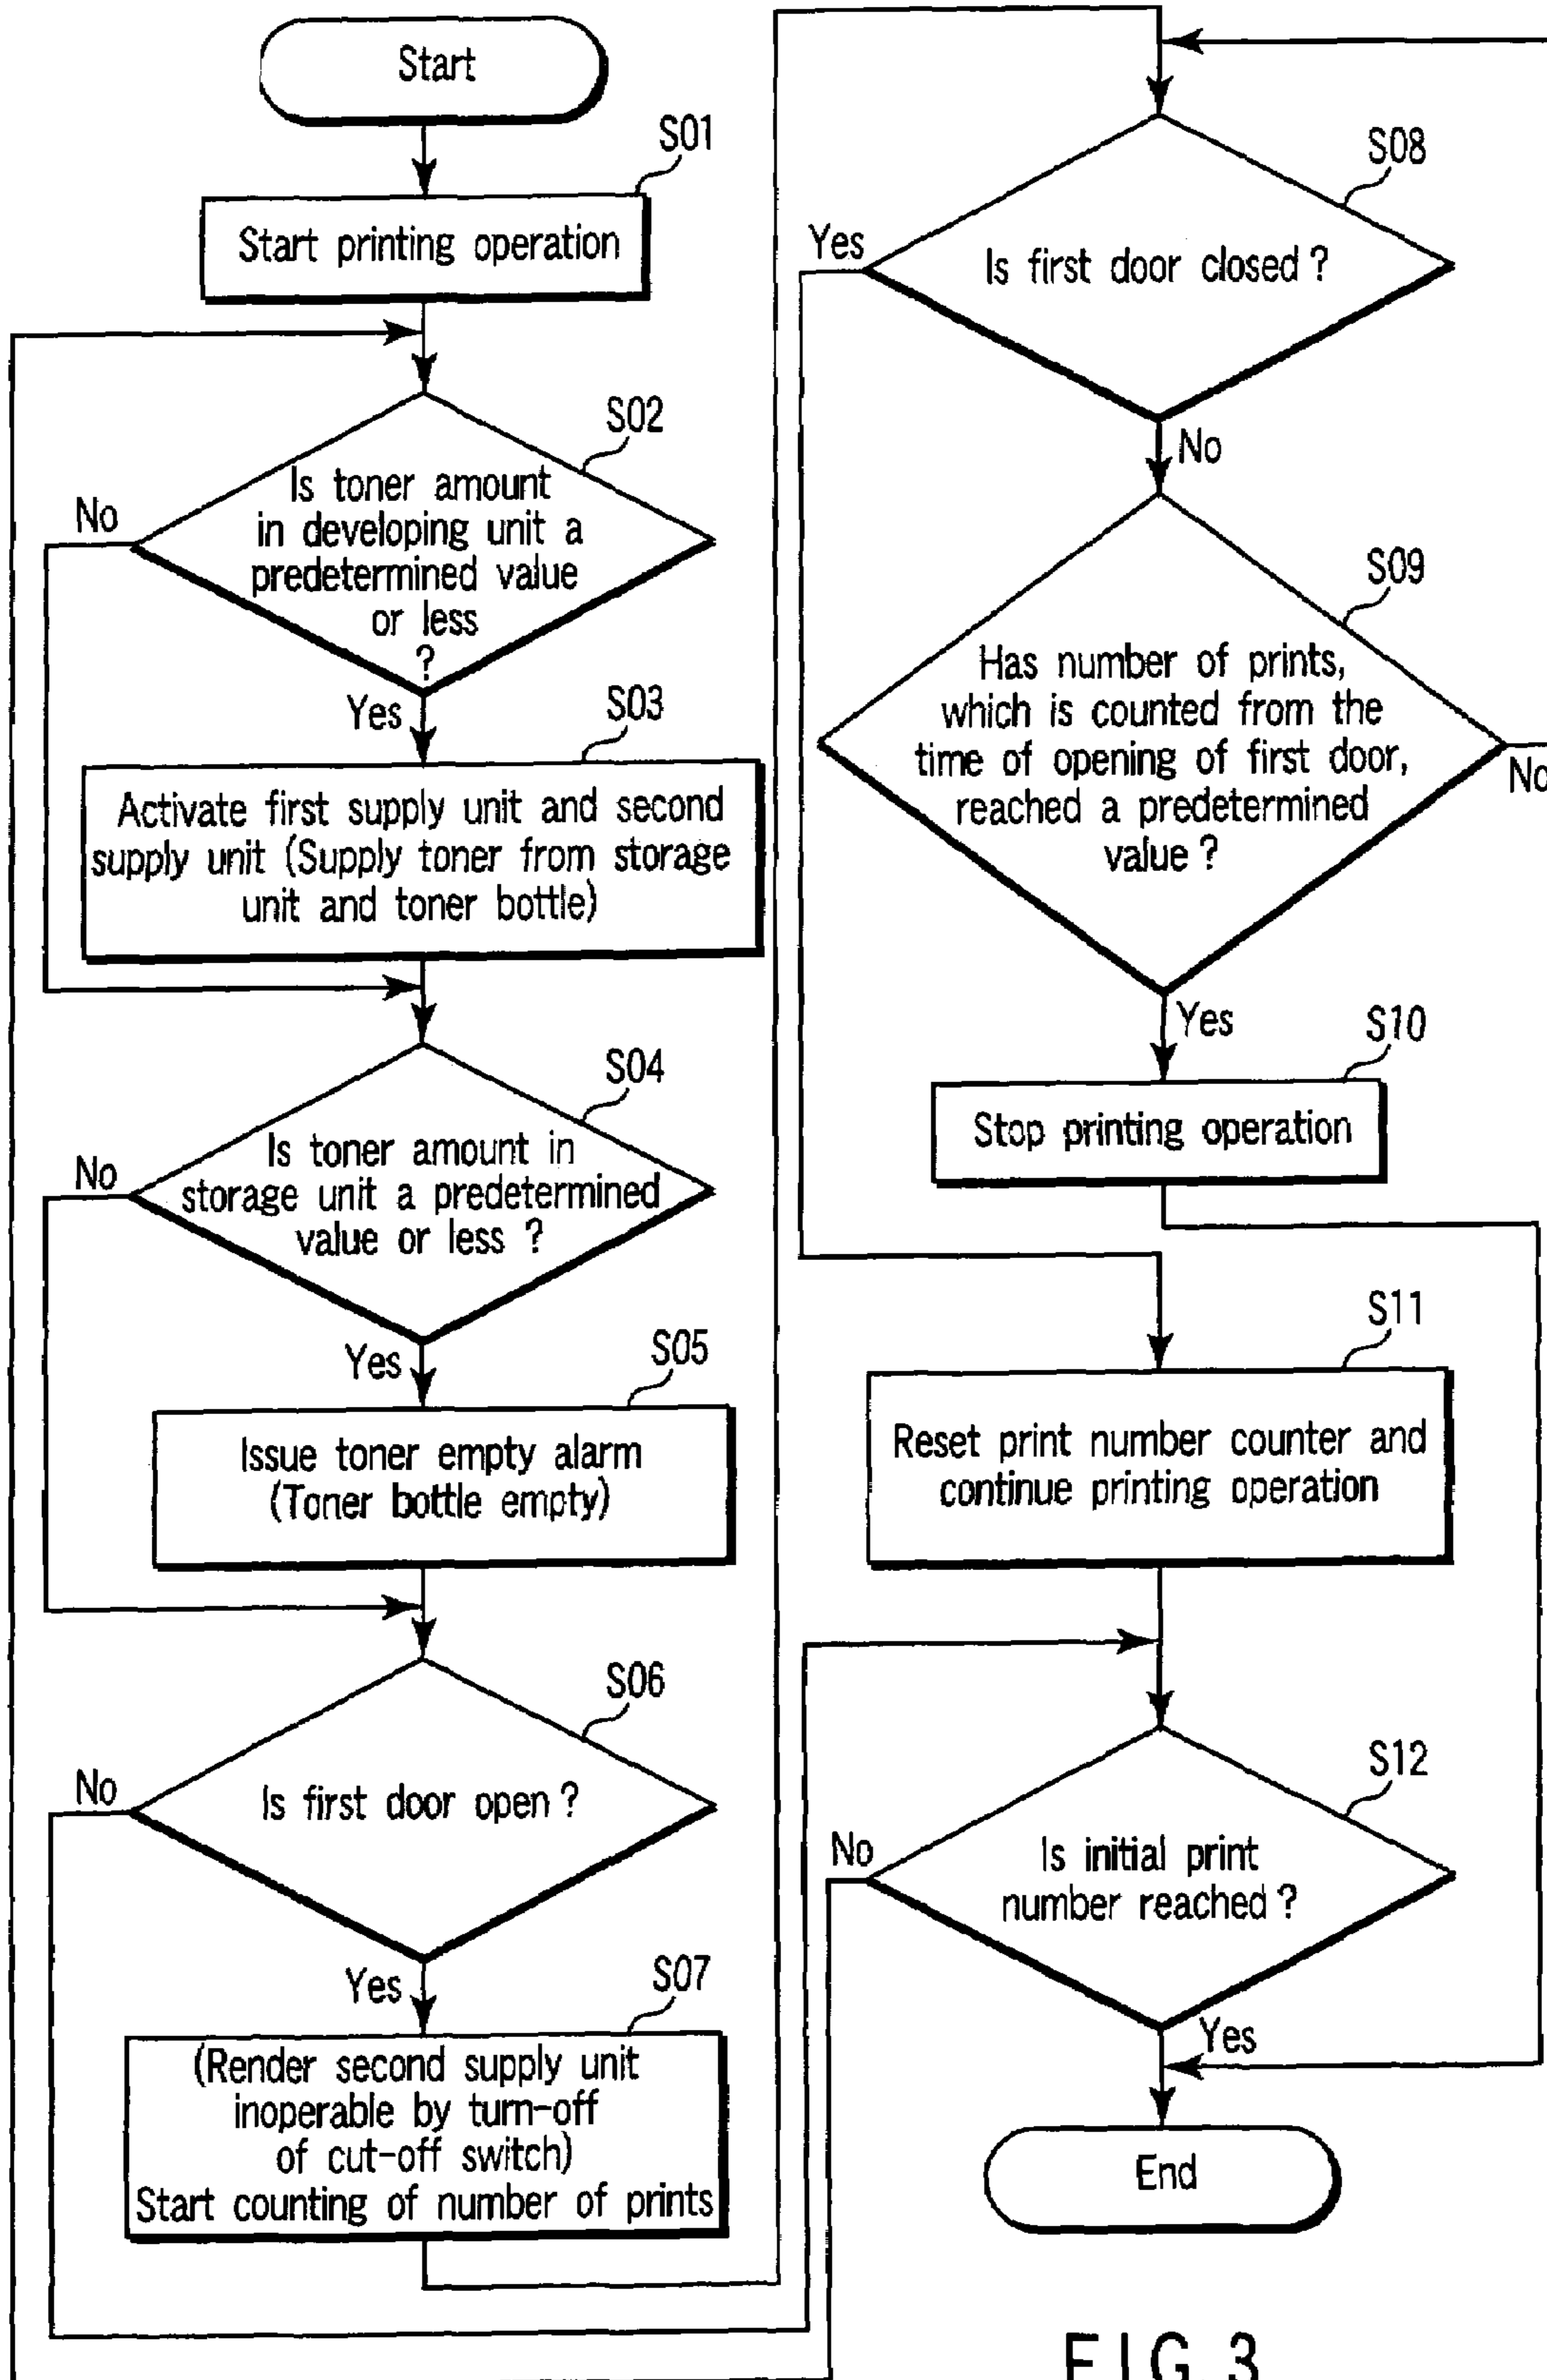 Start
S01
Start printing operation
S02
Is toner amount
in developing unit a
predetermined value
or less
?
No
Yes
S03
Activate first supply unit and second
supply unit (Supply toner from storage
unit and toner bottle)
S04
Is toner amount in
storage unit a predetermined
value or less ?
No
Yes
S05
Issue toner empty alarm
(Toner bottle empty)
S06
Is first door open ?
No
Yes
S07
(Render second supply unit
inoperable by turn-off
of cut-off switch)
Start counting of number of prints
S08
Is first door closed ?
Yes
No
S09
Has number of prints,
which is counted from the
time of opening of first door,
reached a predetermined
value ?
No
Yes
S10
Stop printing operation
S11
Reset print number counter and
continue printing operation
S12
Is initial print
number reached ?
No
Yes
End
FIG. 3